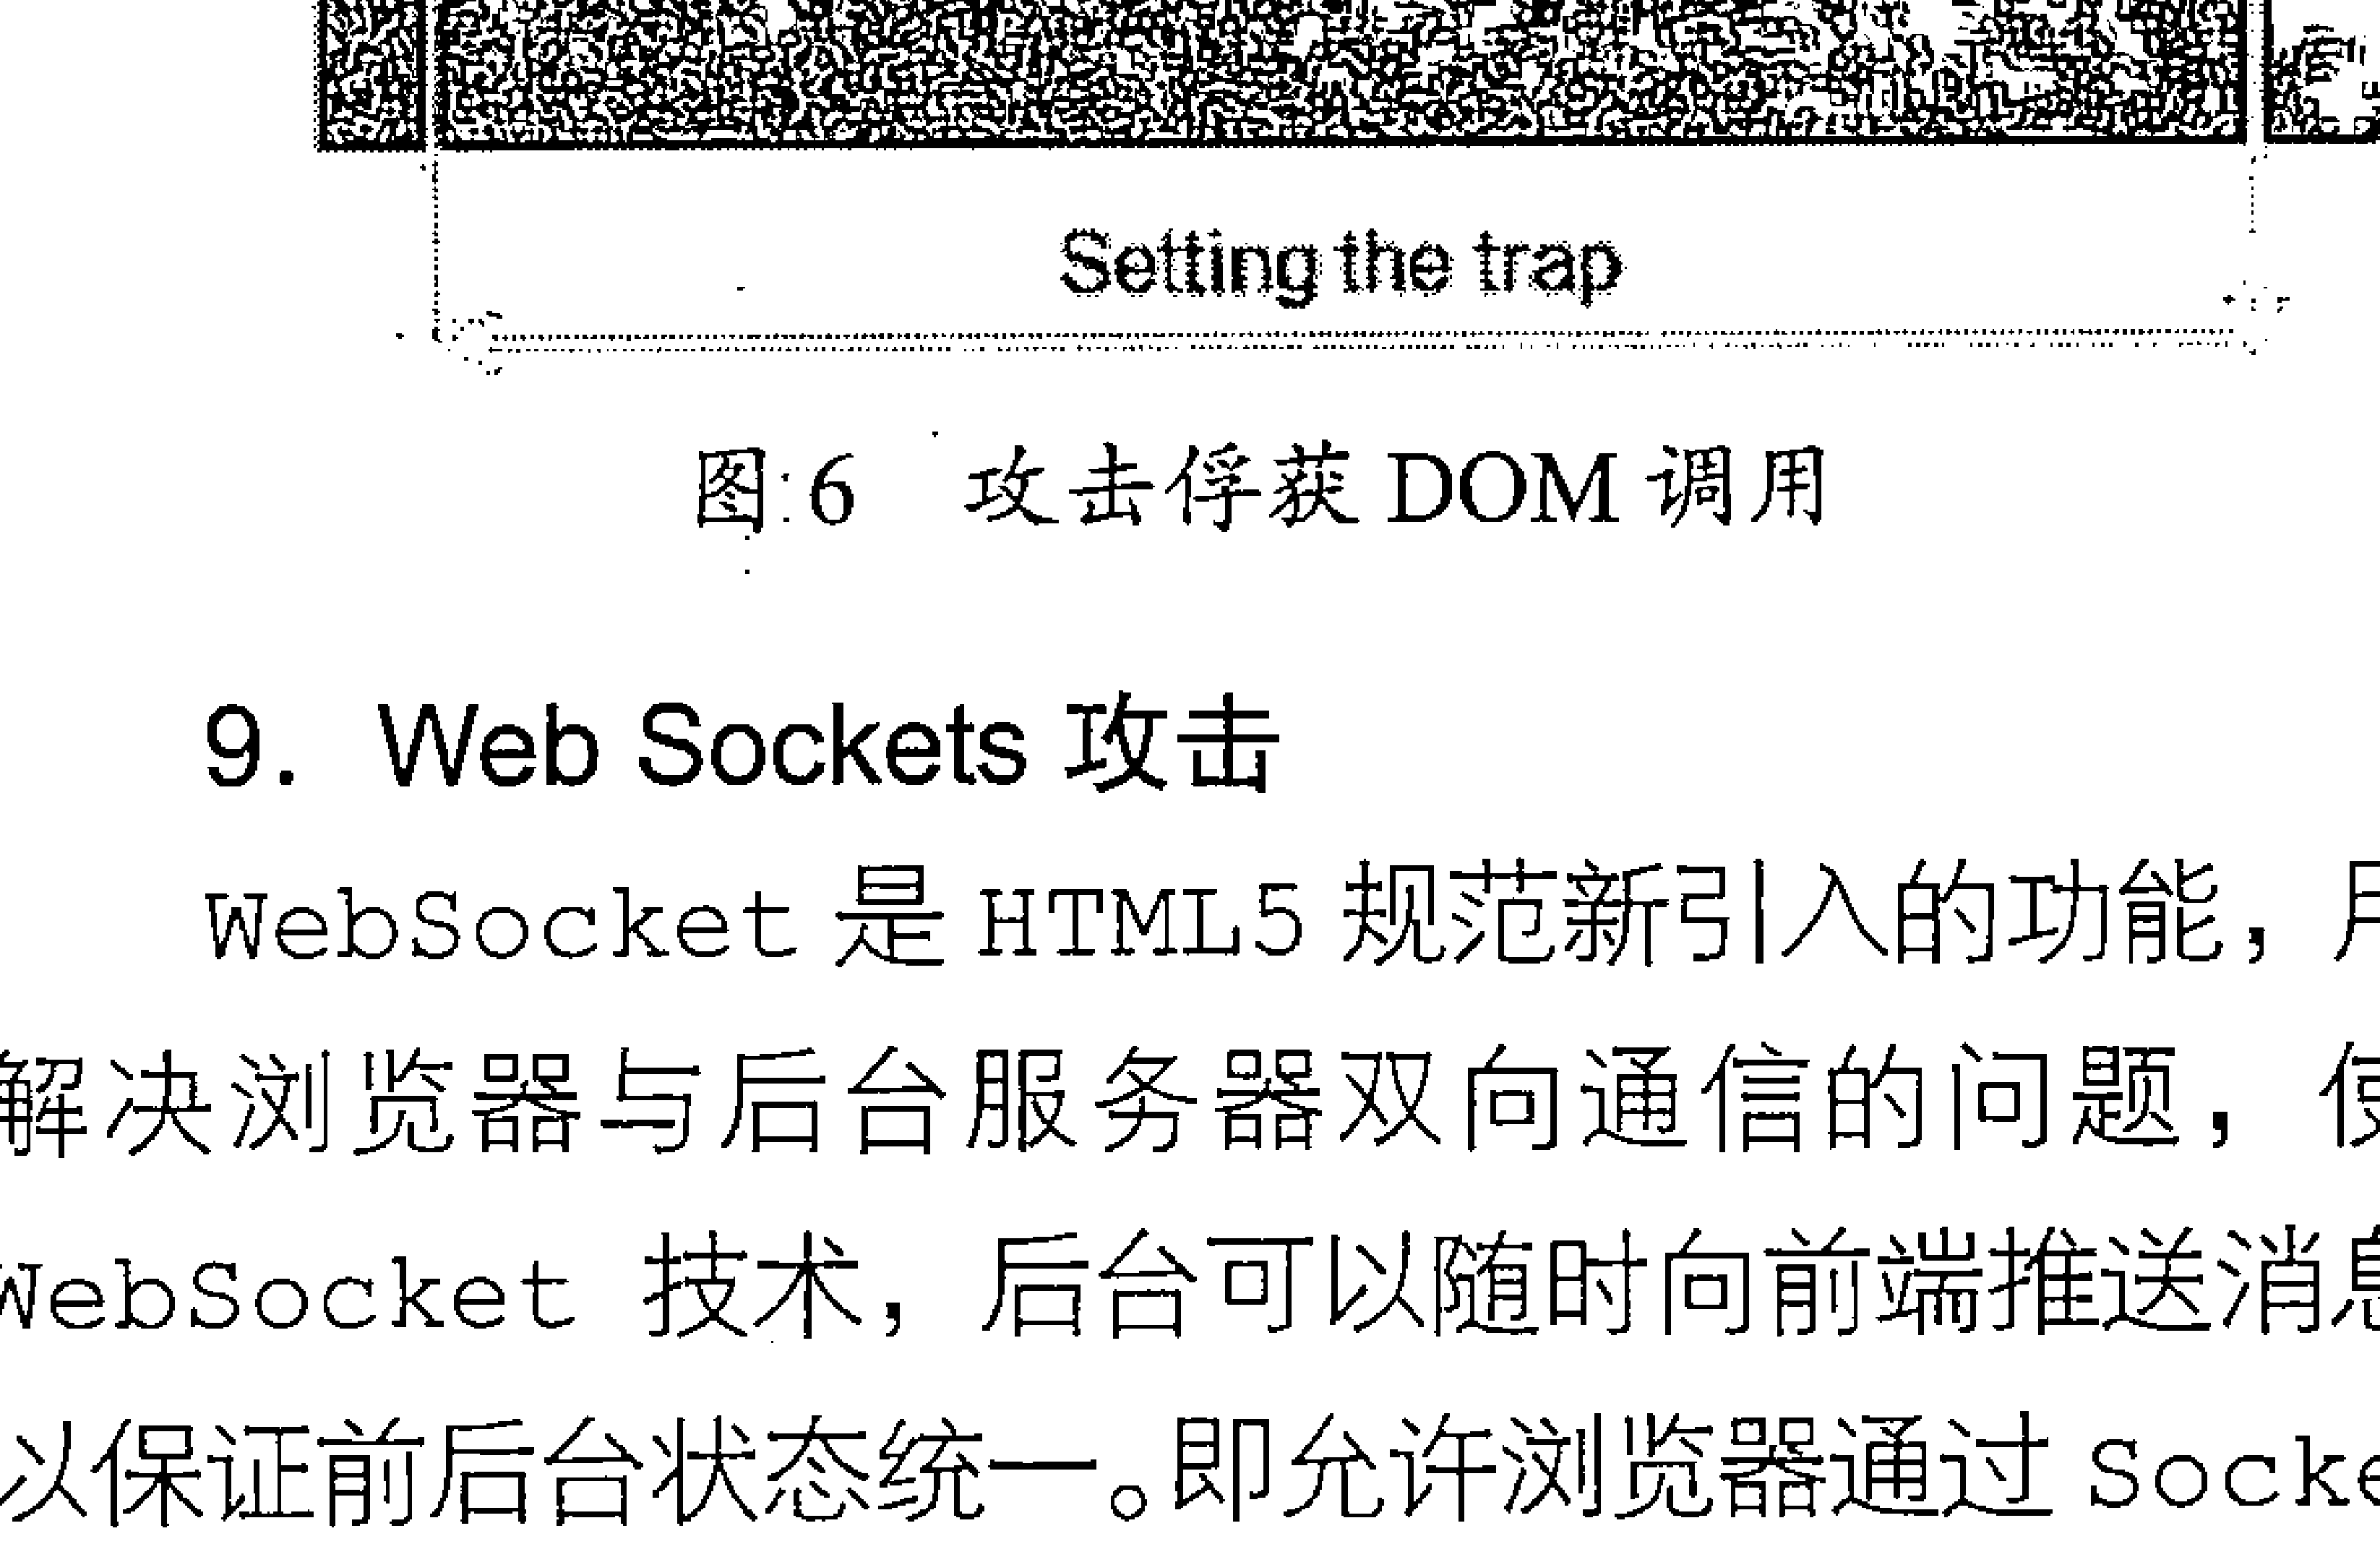 Setting the trap
图 6 攻击俘获 DOM 调用
9. Web Sockets 攻击
WebSocket 是 HTML5 规范新引入的功能，用
解决浏览器与后台服务器双向通信的问题，使
WebSocket 技术，后台可以随时向前端推送消息
以保证前后台状态统一。即允许浏览器通过 Socke